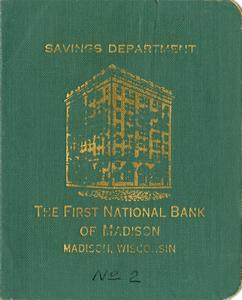 SAVINGS DEPARTMENT
THE FIRST NATIONAL BANK
OF MADISON
MADISON, WISCONSIN
No 2